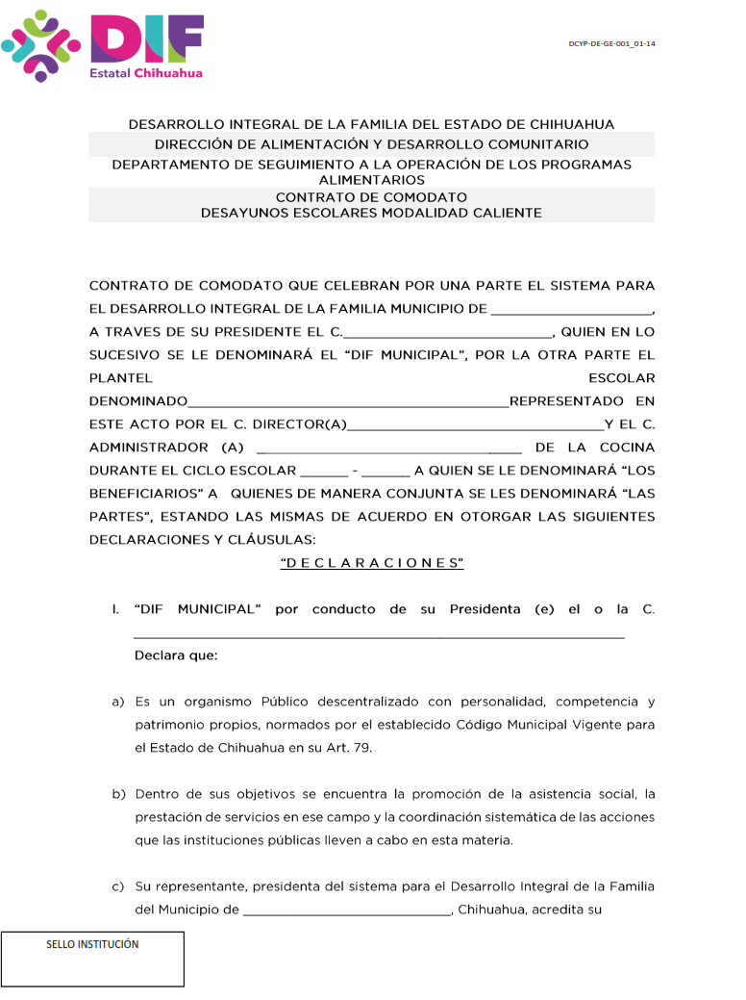 DIF
Estatal Chihuahua
DCYP-DE-GE-001_01-14
DESARROLLO INTEGRAL DE LA FAMILIA DEL ESTADO DE CHIHUAHUA
DIRECCIÓN DE ALIMENTACIÓN Y DESARROLLO COMUNITARIO
DEPARTAMENTO DE SEGUIMIENTO A LA OPERACIÓN DE LOS PROGRAMAS
ALIMENTARIOS
CONTRATO DE COMODATO
DESAYUNOS ESCOLARES MODALIDAD CALIENTE
CONTRATO DE COMODATO QUE CELEBRAN POR UNA PARTE EL SISTEMA PARA
EL DESARROLLO INTEGRAL DE LA FAMILIA MUNICIPIO DE ____________________,
A TRAVES DE SU PRESIDENTE EL C.__________________________, QUIEN EN LO
SUCESIVO SE LE DENOMINARÁ EL “DIF MUNICIPAL”, POR LA OTRA PARTE EL
PLANTEL ESCOLAR
DENOMINADO________________________________________REPRESENTADO EN
ESTE ACTO POR EL C. DIRECTOR(A)________________________________Y EL C.
ADMINISTRADOR (A) _________________________________ DE LA COCINA
DURANTE EL CICLO ESCOLAR ______ - ______ A QUIEN SE LE DENOMINARÁ “LOS
BENEFICIARIOS” A QUIENES DE MANERA CONJUNTA SE LES DENOMINARÁ “LAS
PARTES”, ESTANDO LAS MISMAS DE ACUERDO EN OTORGAR LAS SIGUIENTES
DECLARACIONES Y CLÁUSULAS:
“D E C L A R A C I O N E S”
I. “DIF MUNICIPAL” por conducto de su Presidenta (e) el o la C.
_____________________________________________________________
Declara que:
a) Es un organismo Público descentralizado con personalidad, competencia y
patrimonio propios, normados por el establecido Código Municipal Vigente para
el Estado de Chihuahua en su Art. 79.
b) Dentro de sus objetivos se encuentra la promoción de la asistencia social, la
prestación de servicios en ese campo y la coordinación sistemática de las acciones
que las instituciones públicas lleven a cabo en esta materia.
c) Su representante, presidenta del sistema para el Desarrollo Integral de la Familia
del Municipio de __________________________, Chihuahua, acredita su
SELLO INSTITUCIÓN